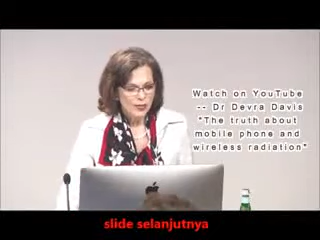 Watch on YouTube
-- Dr Devra Davis
"The truth about
mobile phone and
wireless radiation"
slide selanjutnya